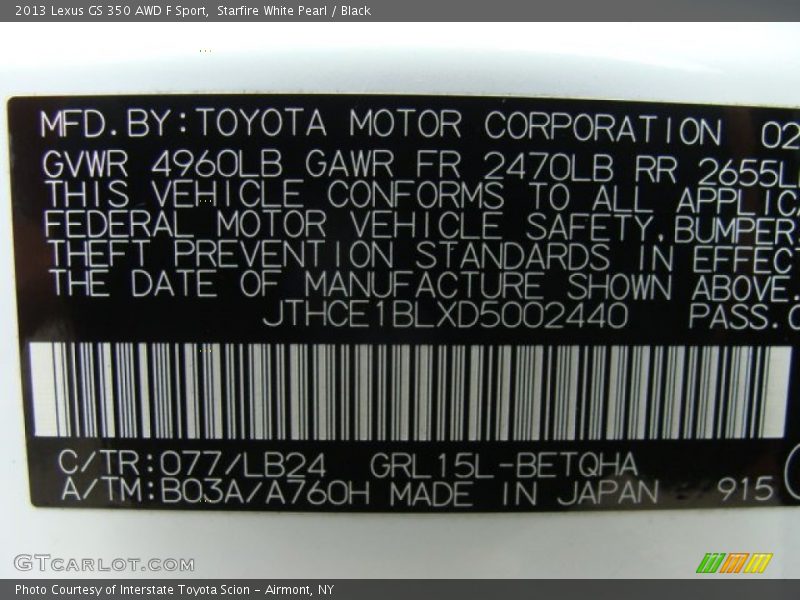 2013 Lexus GS 350 AWD F Sport,  Starfire White Pearl / Black
MFD.BY:TOYOTA MOTOR CORPORATION 02
GVWR 4960LB GAWR FR 2470LB RR 2655L
THIS VEHICLE CONFORMS TO ALL APPLIC
FEDERAL MOTOR VEHICLE SAFETY,BUMPER,
THEFT PREVENTION STANDARDS IN EFFEC
THE DATE OF MANUFACTURE SHOWN ABOVE.
JTHCE1BLXD5002440 PASS.
C/TR:077/LB24 GRL15L-BETQHA
A/TM:B03A/A760H MADE IN JAPAN 915
GTCARLOT.COM
Photo Courtesy of Interstate Toyota Scion - Airmont, NY